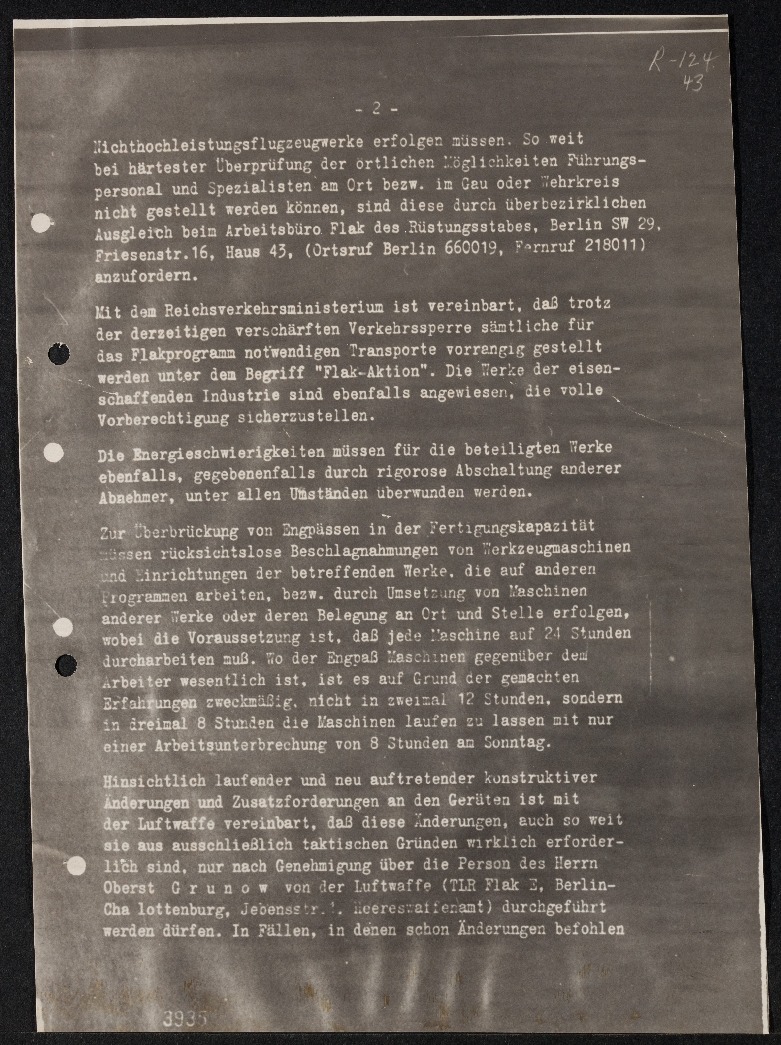 R-124
43
- 2 -
Nichthochleistungsflugzeugwerke erfolgen müssen. So weit
bei härtester Überprüfung der örtlichen Möglichkeiten Führungs-
personal und Spezialisten am Ort bezw. im Gau oder Wehrkreis
nicht gestellt werden können, sind diese durch überbezirklichen
Ausgleich beim Arbeitsbüro Flak des Rüstungsstabes, Berlin SW 29,
Friesenstr.16, Haus 43, (Ortsruf Berlin 660019, Fernruf 218011)
anzufordern.
Mit dem Reichsverkehrsministerium ist vereinbart, daß trotz
der derzeitigen verschärften Verkehrssperre sämtliche für
das Flakprogramm notwendigen Transporte vorrangig gestellt
werden unter dem Begriff "Flak-Aktion". Die Werke der eisen-
schaffenden Industrie sind ebenfalls angewiesen, die volle
Vorberechtigung sicherzustellen.
Die Energieschwierigkeiten müssen für die beteiligten Werke
ebenfalls, gegebenenfalls durch rigorose Abschaltung anderer
Abnehmer, unter allen Umständen überwunden werden.
Zur Überbrückung von Engpässen in der Fertigungskapazität
müssen rücksichtslose Beschlagnahmungen von Werkzeugmaschinen
und Einrichtungen der betreffenden Werke, die auf anderen
Programmen arbeiten, bezw. durch Umsetzung von Maschinen
anderer Werke oder deren Belegung an Ort und Stelle erfolgen,
wobei die Voraussetzung ist, daß jede Maschine auf 24 Stunden
durcharbeiten muß. Wo der Engpaß Maschinen gegenüber dem
Arbeiter wesentlich ist, ist es auf Grund der gemachten
Erfahrungen zweckmäßig, nicht in zweimal 12 Stunden, sondern
in dreimal 8 Stunden die Maschinen laufen zu lassen mit nur
einer Arbeitsunterbrechung von 8 Stunden am Sonntag.
Hinsichtlich laufender und neu auftretender konstruktiver
Änderungen und Zusatzforderungen an den Geräten ist mit
der Luftwaffe vereinbart, daß diese Änderungen, auch so weit
sie aus ausschließlich taktischen Gründen wirklich erforder-
lich sind, nur nach Genehmigung über die Person des Herrn
Oberst G r u n o w von der Luftwaffe (TLR Flak E, Berlin-
Cha lottenburg, Jebensstr. Heereswaffenamt) durchgeführt
werden dürfen. In Fällen, in denen schon Änderungen befohlen